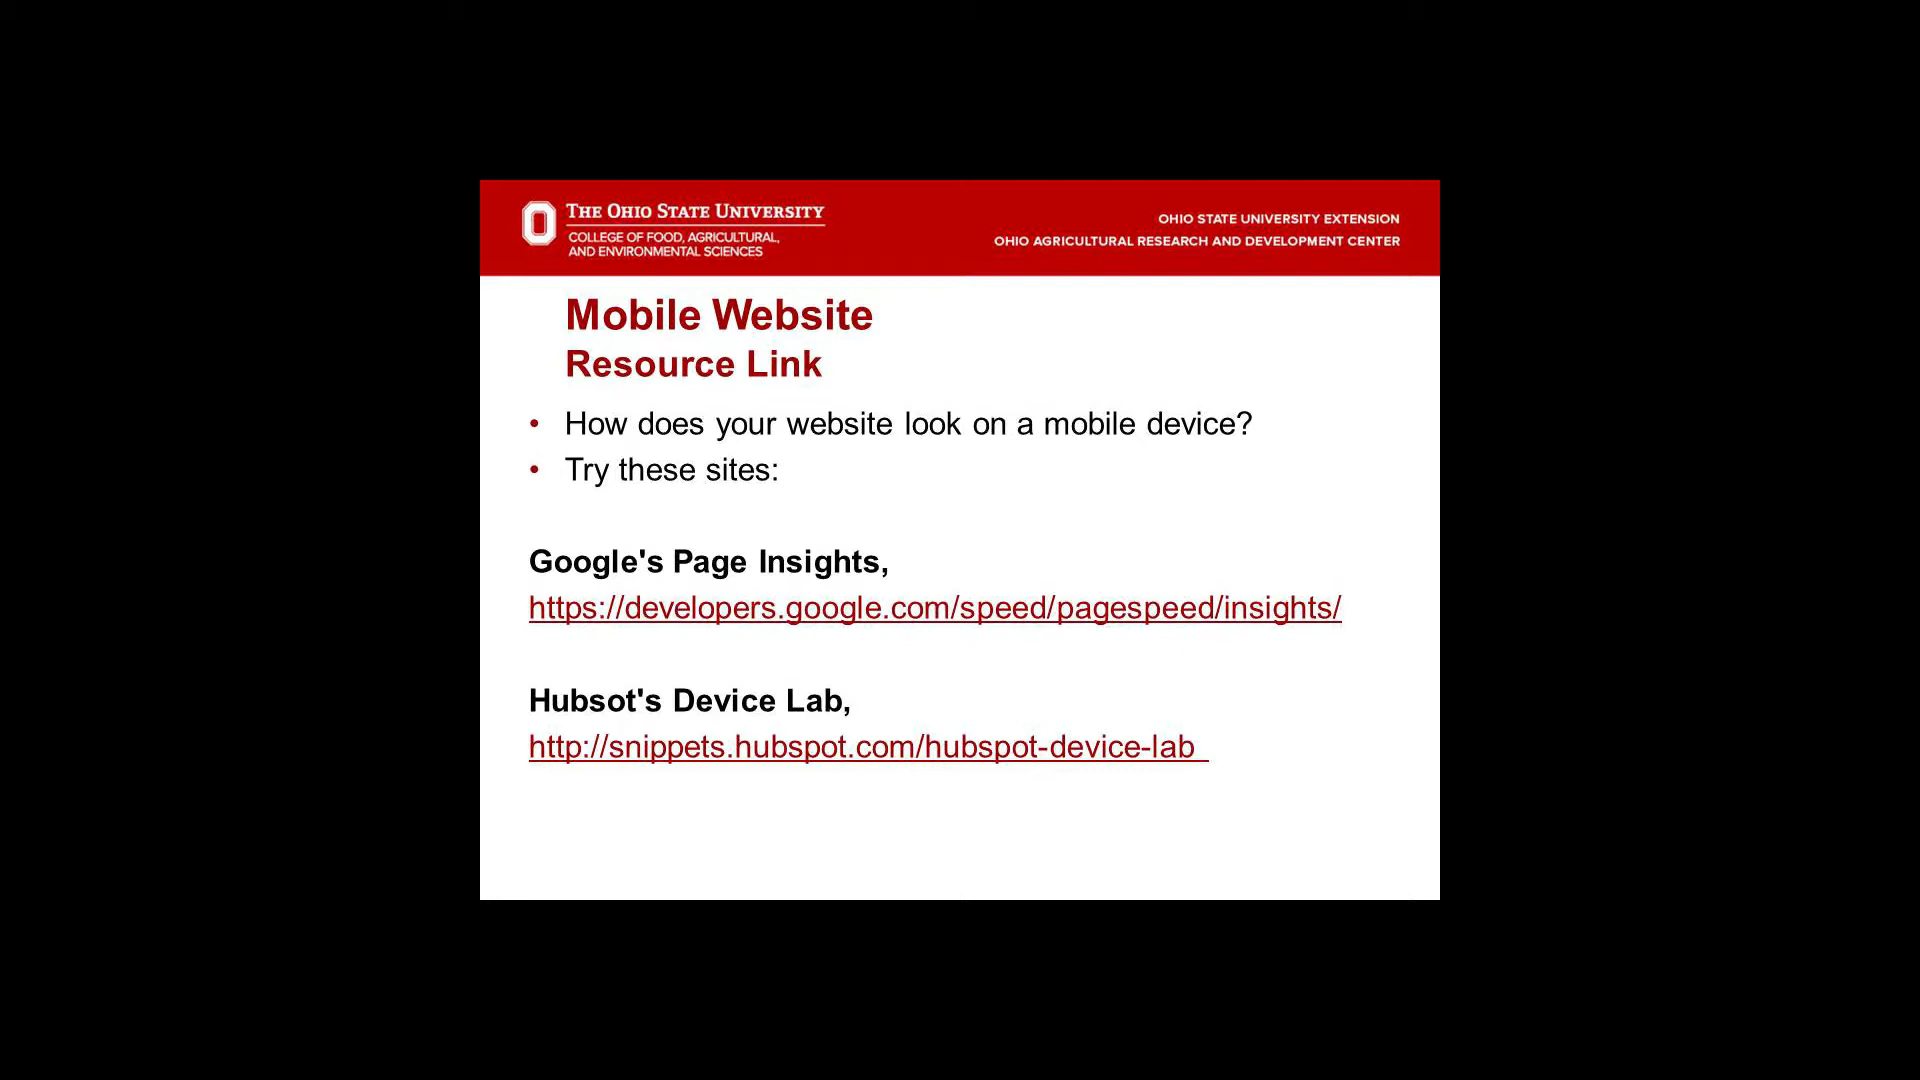 THE OHIO STATE UNIVERSITY
COLLEGE OF FOOD, AGRICULTURAL,
AND ENVIRONMENTAL SCIENCES
OHIO STATE UNIVERSITY EXTENSION
OHIO AGRICULTURAL RESEARCH AND DEVELOPMENT CENTER
Mobile Website
Resource Link
• How does your website look on a mobile device?
• Try these sites:
Google's Page Insights,
https://developers.google.com/speed/pagespeed/insights/
Hubsot's Device Lab,
http://snippets.hubspot.com/hubspot-device-lab